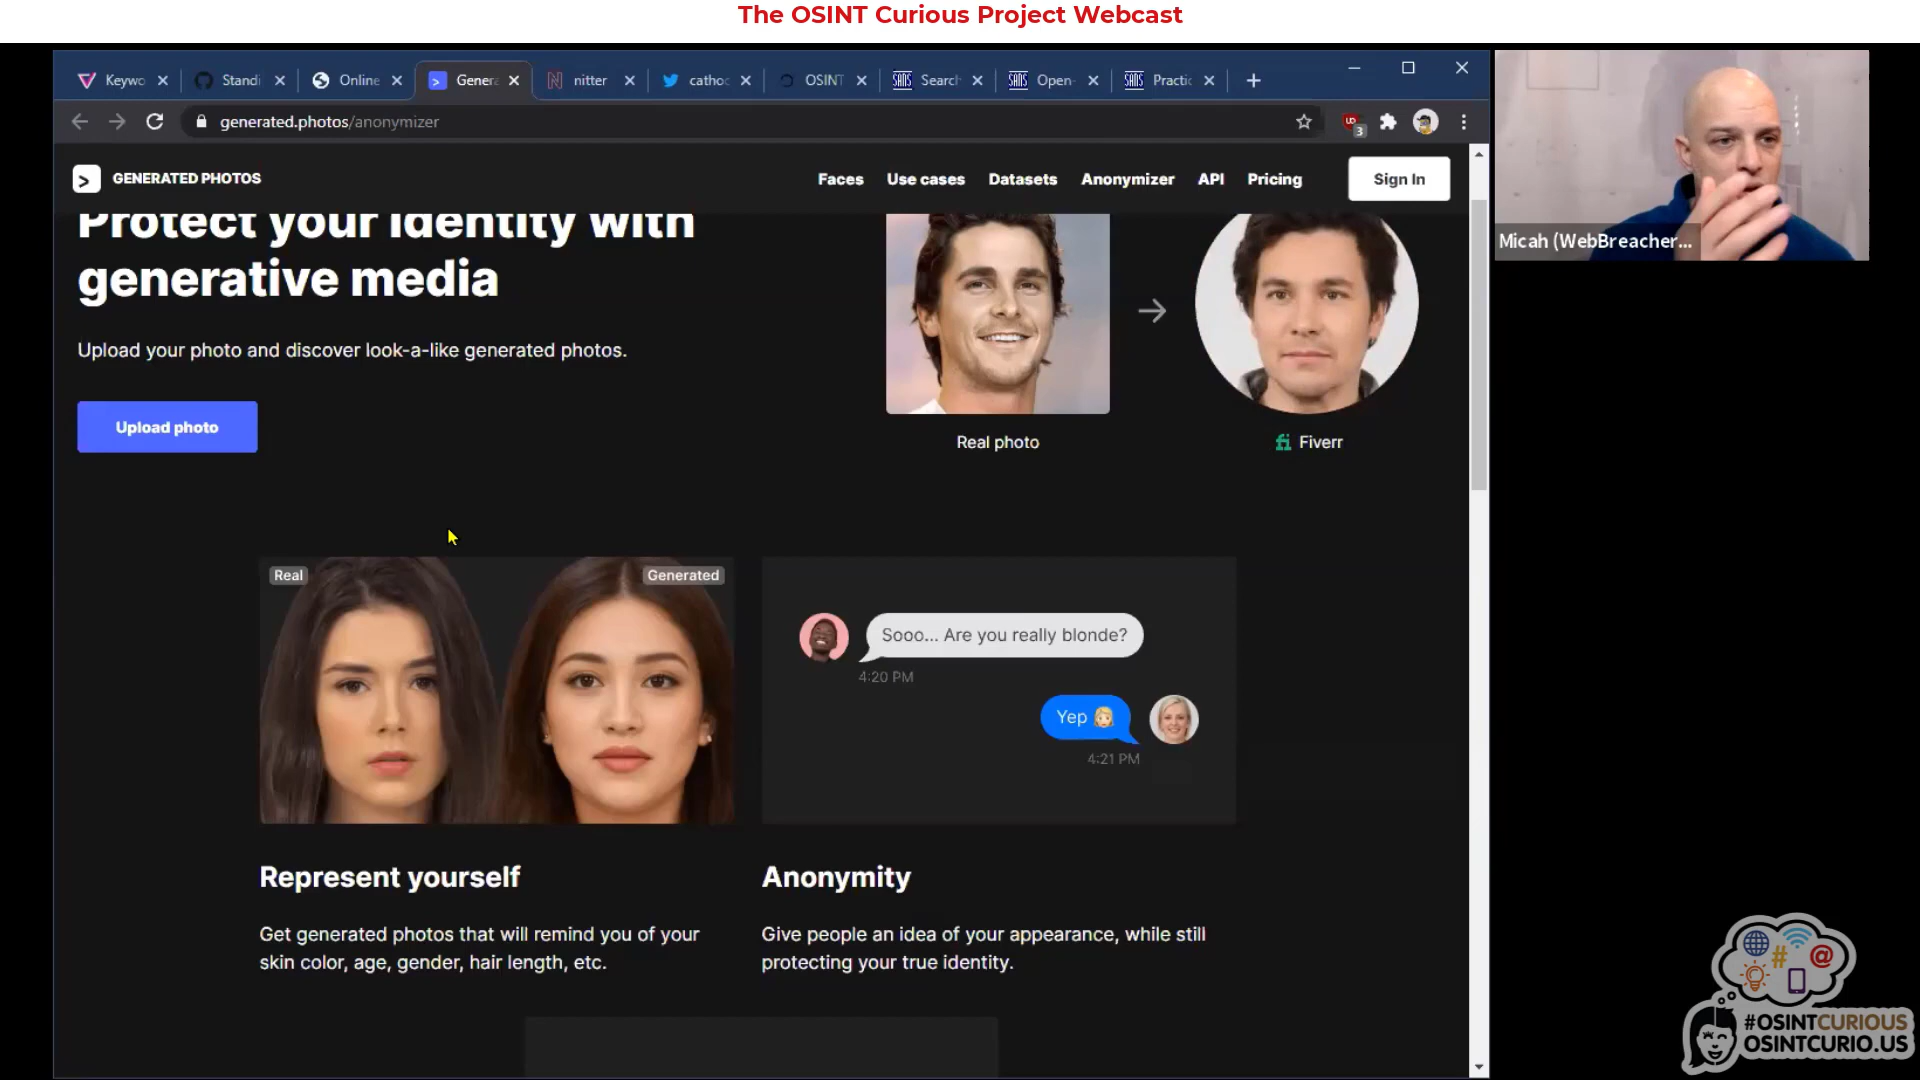 The OSINT Curious Project Webcast
Keywo
Standi
Online
Genera
nitter
cathoc
OSINT
SANS
Search
SANS
Open-
SANS
Practic
generated.photos/anonymizer
3
GENERATED PHOTOS
Faces
Use cases
Datasets
Anonymizer
API
Pricing
Sign In
Protect your identity with
generative media
Upload your photo and discover look-a-like generated photos.
Upload photo
Real photo
fi Fiverr
Real
Generated
Sooo... Are you really blonde?
4:20 PM
Yep
4:21 PM
Represent yourself
Get generated photos that will remind you of your
skin color, age, gender, hair length, etc.
Anonymity
Give people an idea of your appearance, while still
protecting your true identity.
Micah (WebBreacher...
#OSINTCURIOUS
OSINTCURIO.US